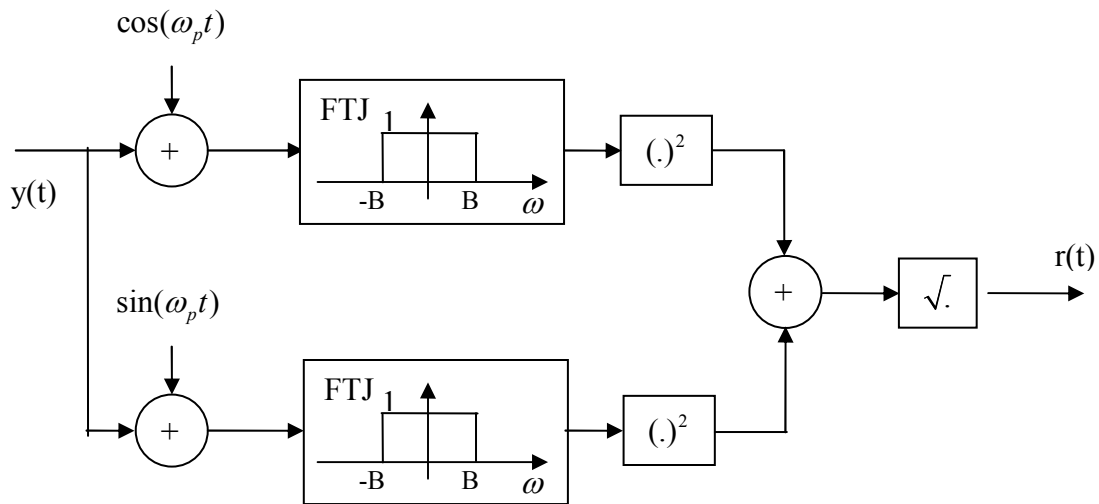 cos(ω_p t)
FTJ 1
+
(.)²
y(t)
-B B ω
r(t)
sin(ω_p t)
+
√.
FTJ 1
+
(.)²
-B B ω